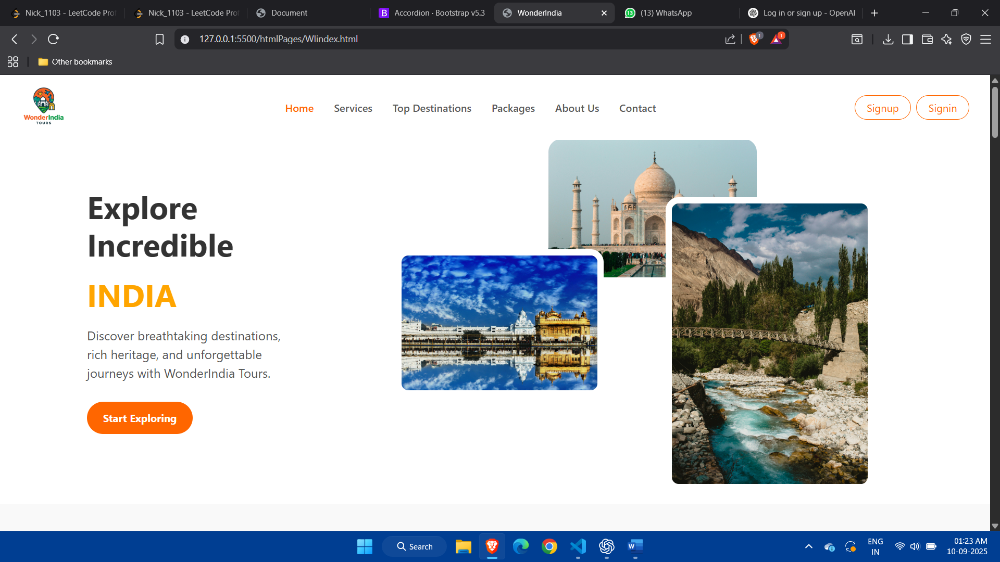 Nick_1103 - LeetCode Prof
Nick_1103 - LeetCode Prof
Document
B
Accordion · Bootstrap v5.3
WonderIndia
13
(13) WhatsApp
Log in or sign up - OpenAI
127.0.0.1:5500/htmlPages/WIindex.html
1
1
Other bookmarks
WonderIndia
TOURS
Home
Services
Top Destinations
Packages
About Us
Contact
Signup
Signin
Explore
Incredible
INDIA
Discover breathtaking destinations,
rich heritage, and unforgettable
journeys with WonderIndia Tours.
Start Exploring
Search
W
ENG
IN
01:23 AM
10-09-2025